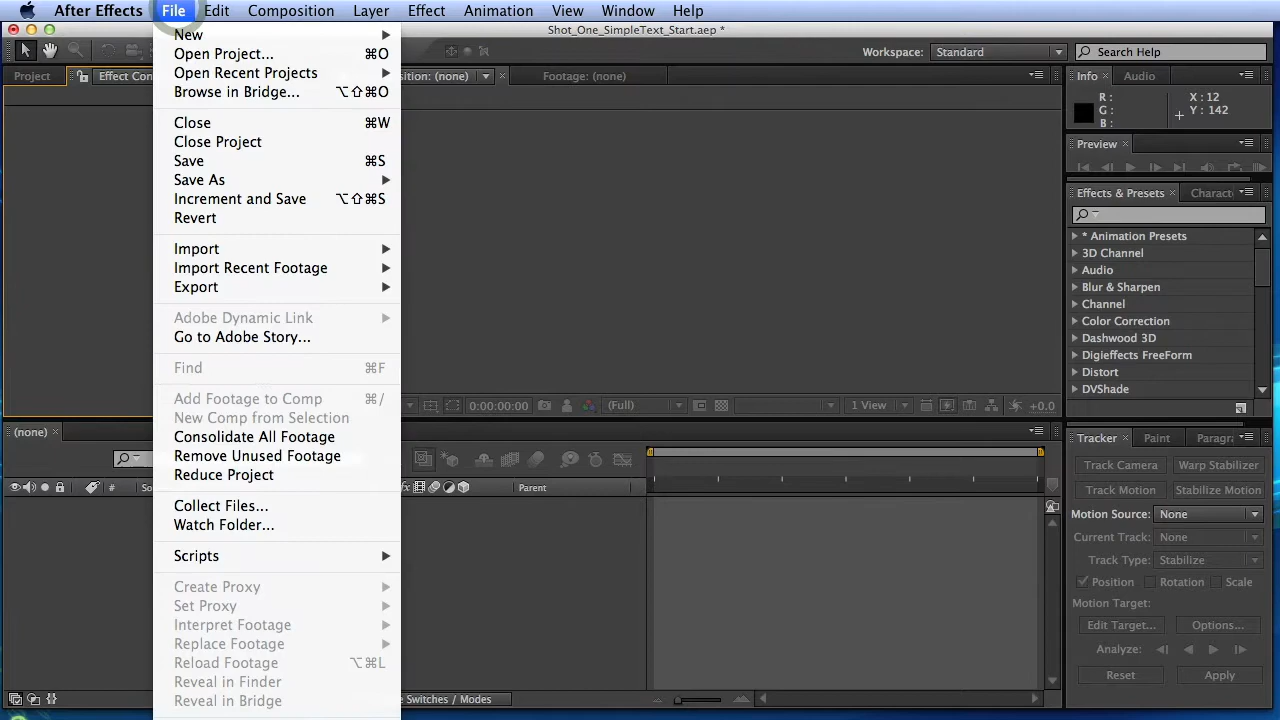 After Effects File Edit Composition Layer Effect Animation View Window Help
Shot_One_SimpleText_Start.aep *
Workspace: Standard Search Help
Project Effect Con sition: (none) Footage: (none) Info Audio
New
Open Project... ⌘O
Open Recent Projects
Browse in Bridge... ⌥⇧⌘O
Close ⌘W
Close Project
Save ⌘S
Save As
Increment and Save ⌥⇧⌘S
Revert
Import
Import Recent Footage
Export
Adobe Dynamic Link
Go to Adobe Story...
Find ⌘F
Add Footage to Comp ⌘/
New Comp from Selection
Consolidate All Footage
Remove Unused Footage
Reduce Project
Collect Files...
Watch Folder...
Scripts
Create Proxy
Set Proxy
Interpret Footage
Replace Footage
Reload Footage ⌥⌘L
Reveal in Finder
Reveal in Bridge
R: X: 12
G: Y: 142
B:
Preview
Effects & Presets Charact
* Animation Presets
3D Channel
Audio
Blur & Sharpen
Channel
Color Correction
Dashwood 3D
Digieffects FreeForm
Distort
DVShade
0:00:00:00 (Full) 1 View +0.0
(none)
# So fx Parent
e Switches / Modes
Tracker Paint Paragra
Track Camera Warp Stabilizer
Track Motion Stabilize Motion
Motion Source: None
Current Track: None
Track Type: Stabilize
Position Rotation Scale
Motion Target:
Edit Target... Options...
Analyze:
Reset Apply